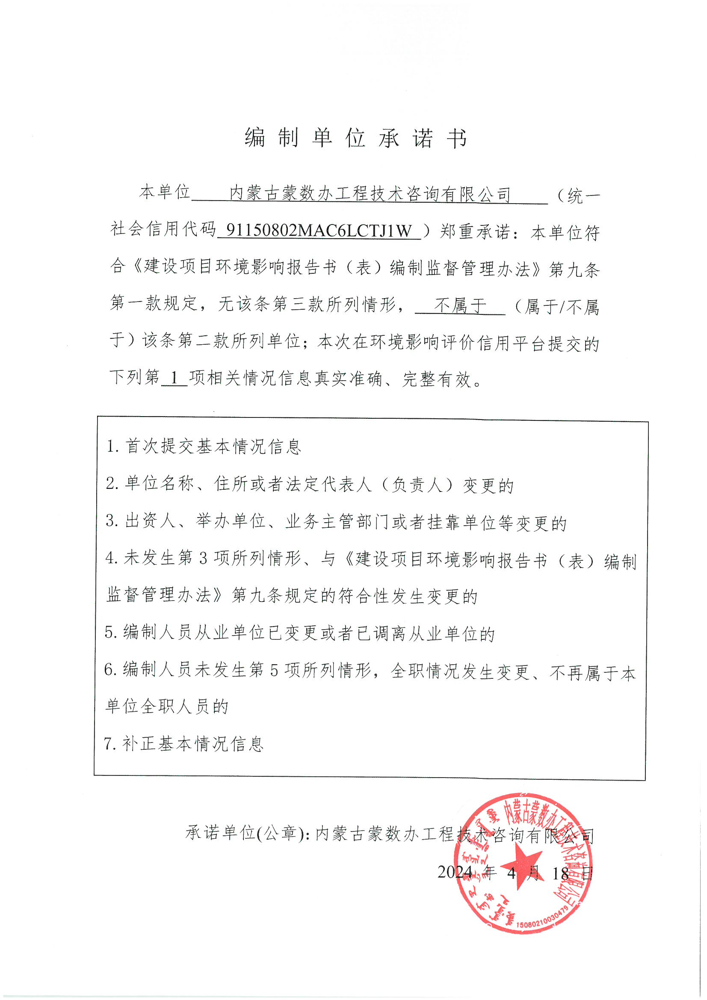 编制单位承诺书
本单位 内蒙古蒙数办工程技术咨询有限公司 （统一
社会信用代码 91150802MAC6LCTJ1W ）郑重承诺：本单位符
合《建设项目环境影响报告书（表）编制监督管理办法》第九条
第一款规定，无该条第三款所列情形， 不属于 （属于/不属
于）该条第二款所列单位；本次在环境影响评价信用平台提交的
下列第 1 项相关情况信息真实准确、完整有效。
1. 首次提交基本情况信息
2. 单位名称、住所或者法定代表人（负责人）变更的
3. 出资人、举办单位、业务主管部门或者挂靠单位等变更的
4. 未发生第 3 项所列情形、与《建设项目环境影响报告书（表）编制
监督管理办法》第九条规定的符合性发生变更的
5. 编制人员从业单位已变更或者已调离从业单位的
6. 编制人员未发生第 5 项所列情形，全职情况发生变更、不再属于本
单位全职人员的
7. 补正基本情况信息
承诺单位(公章)：内蒙古蒙数办工程技术咨询有限公司
2024 年 4 月 18 日
内蒙古蒙数办工程技术咨询有限公司
15080210030479